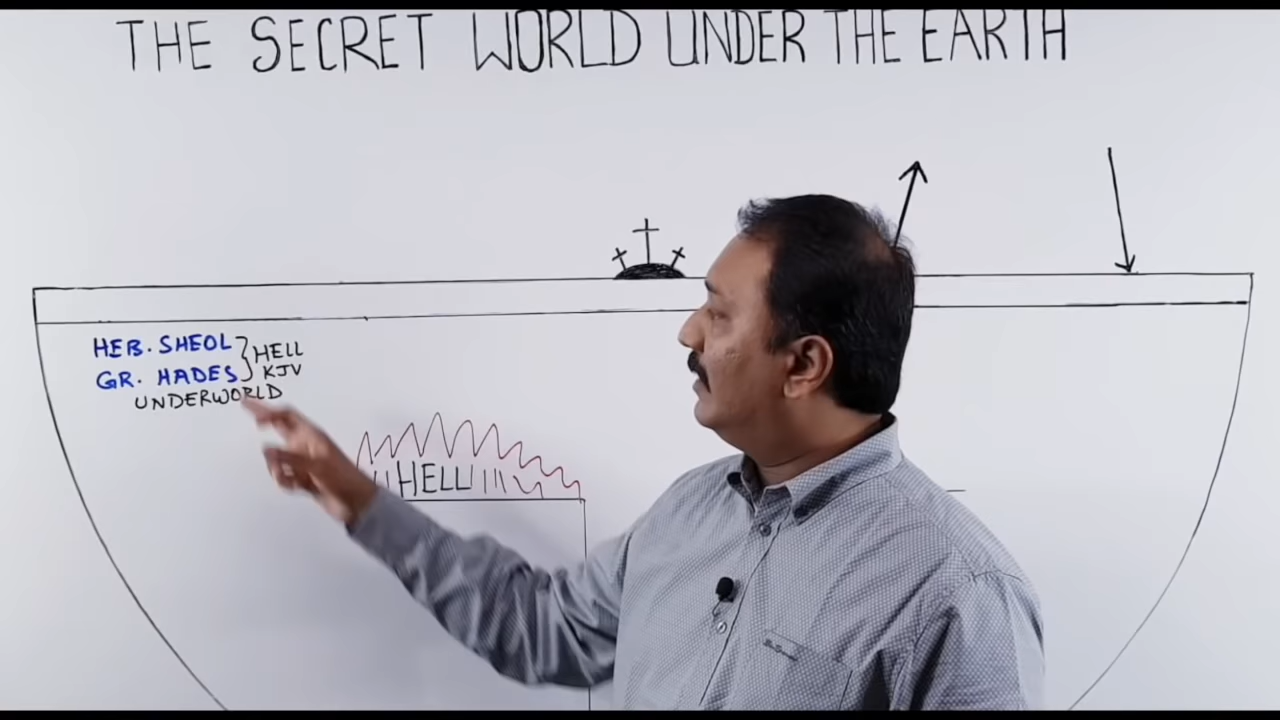 THE SECRET WORLD UNDER THE EARTH
HEB. SHEOL
GR. HADES
HELL
KJV
UNDERWORLD
HELL